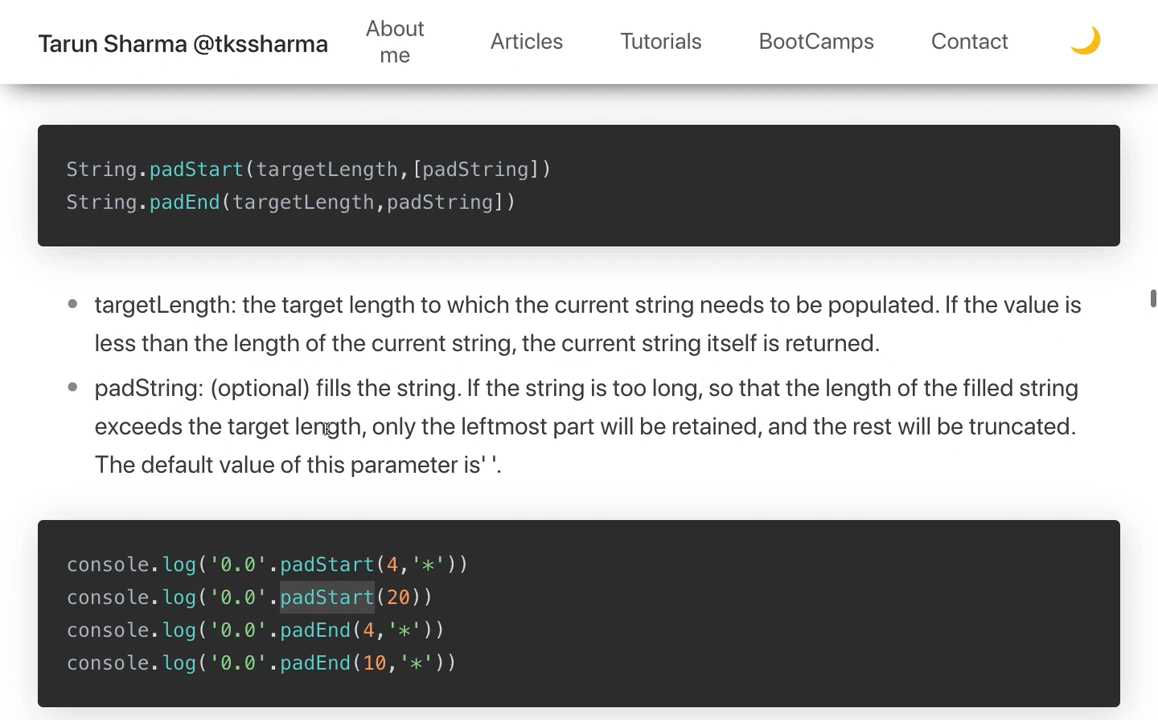 Tarun Sharma @tkssharma
About me
Articles
Tutorials
BootCamps
Contact
String.padStart(targetLength,[padString])
String.padEnd(targetLength,padString])
targetLength: the target length to which the current string needs to be populated. If the value is
less than the length of the current string, the current string itself is returned.
padString: (optional) fills the string. If the string is too long, so that the length of the filled string
exceeds the target length, only the leftmost part will be retained, and the rest will be truncated.
The default value of this parameter is' '.
console.log('0.0'.padStart(4,'*'))
console.log('0.0'.padStart(20))
console.log('0.0'.padEnd(4,'*'))
console.log('0.0'.padEnd(10,'*'))